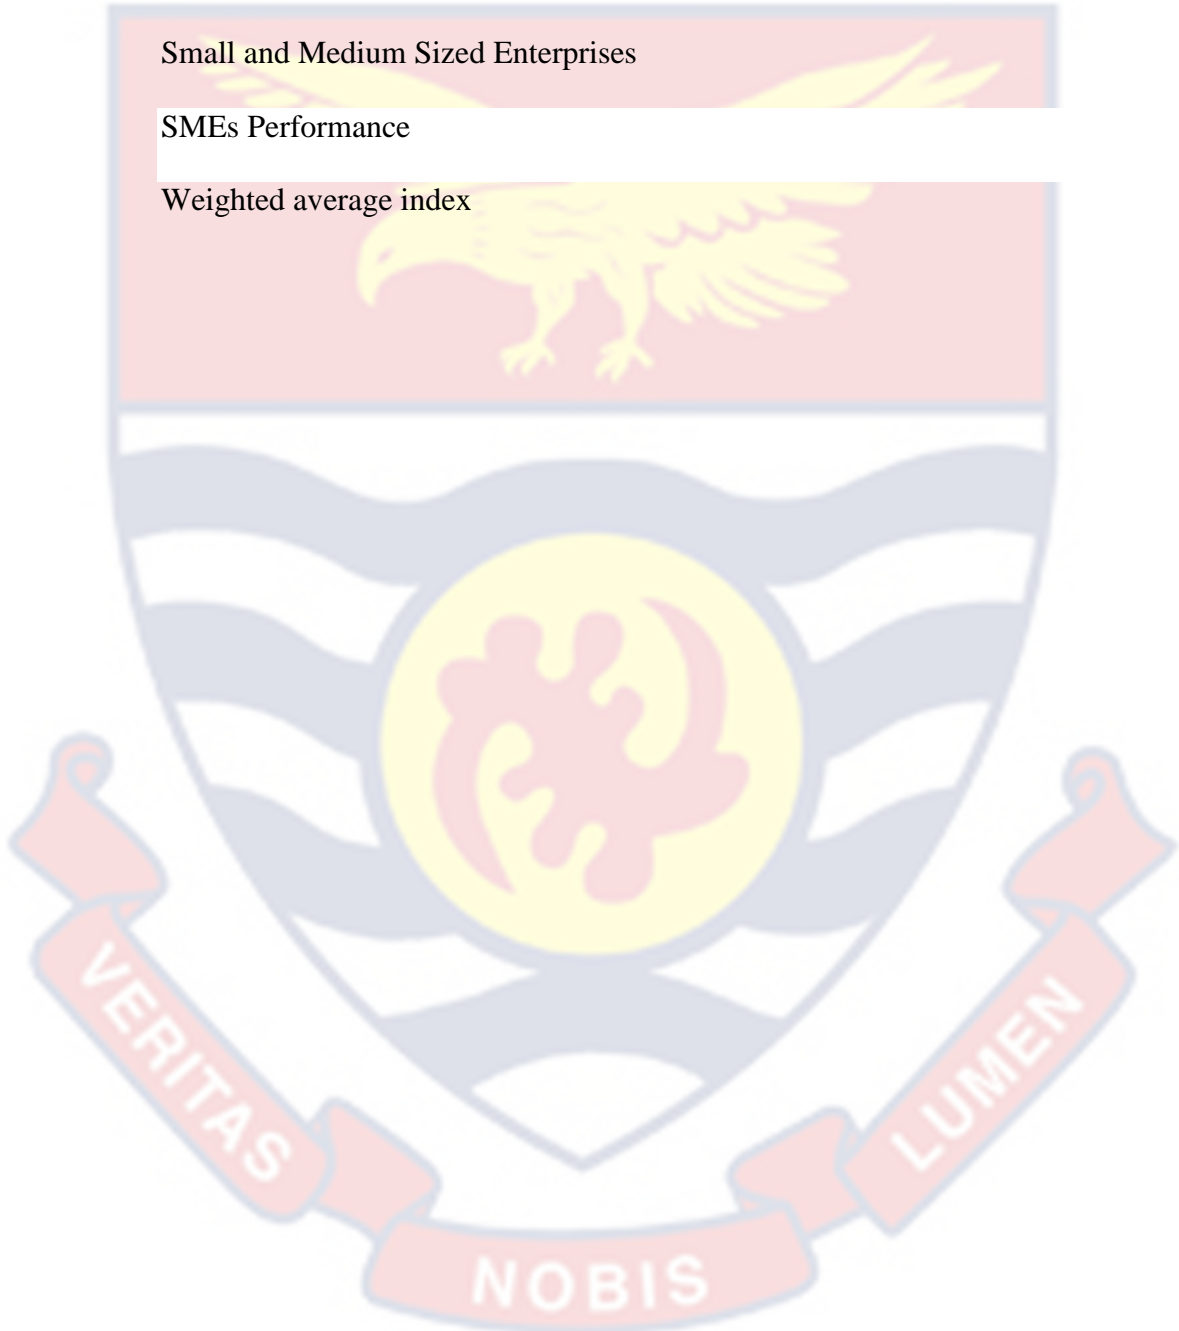 Small and Medium Sized Enterprises
SMEs Performance
Weighted average index
VERITAS
NOBIS
LUMEN